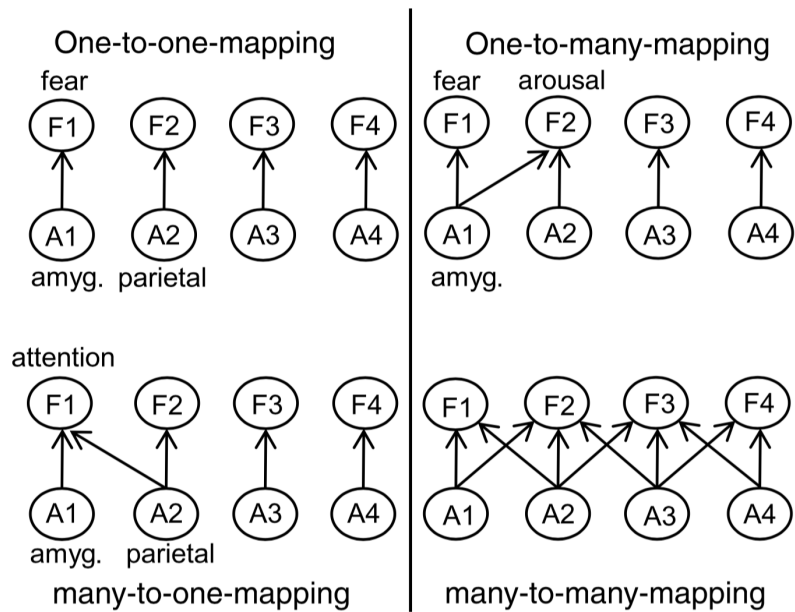 One-to-one-mapping
fear
F1 F2 F3 F4
A1 A2 A3 A4
amyg. parietal
One-to-many-mapping
fear arousal
F1 F2 F3 F4
A1 A2 A3 A4
amyg.
attention
F1 F2 F3 F4
A1 A2 A3 A4
amyg. parietal
many-to-one-mapping
F1 F2 F3 F4
A1 A2 A3 A4
many-to-many-mapping